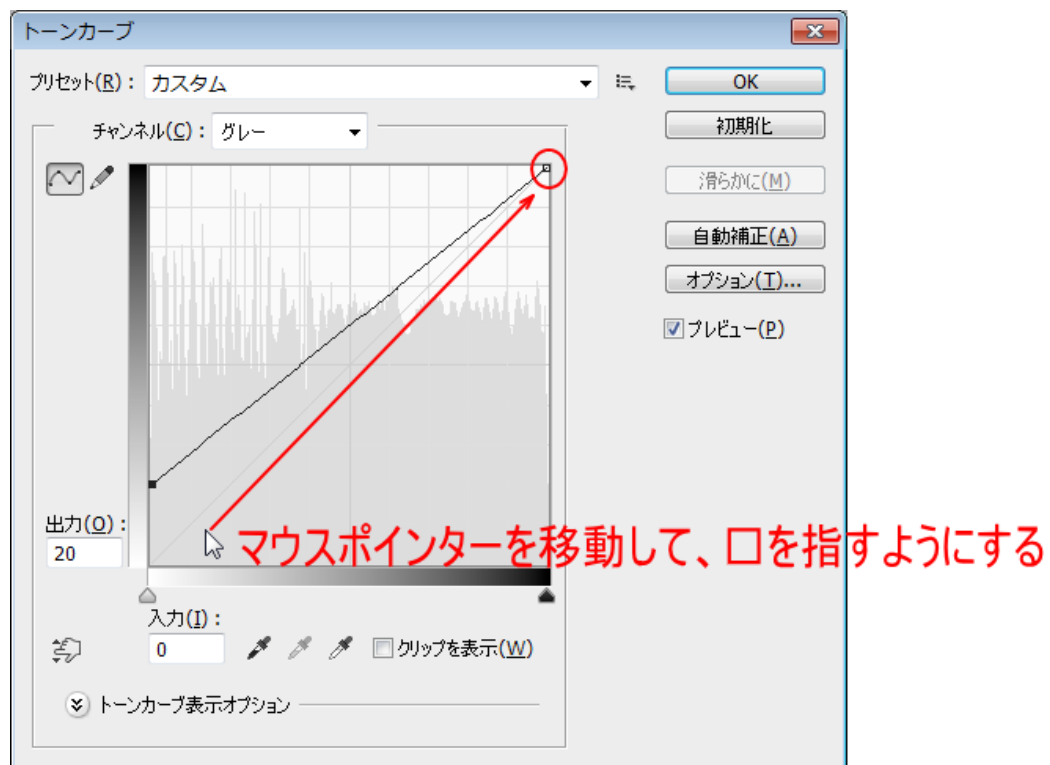 トーンカーブ
プリセット(R)： カスタム
OK
チャンネル(C)： グレー
初期化
滑らかに(M)
自動補正(A)
オプション(T)...
プレビュー(P)
出力(O)：
20
マウスポインターを移動して、口を指すようにする
入力(I)：
0
クリップを表示(W)
トーンカーブ表示オプション